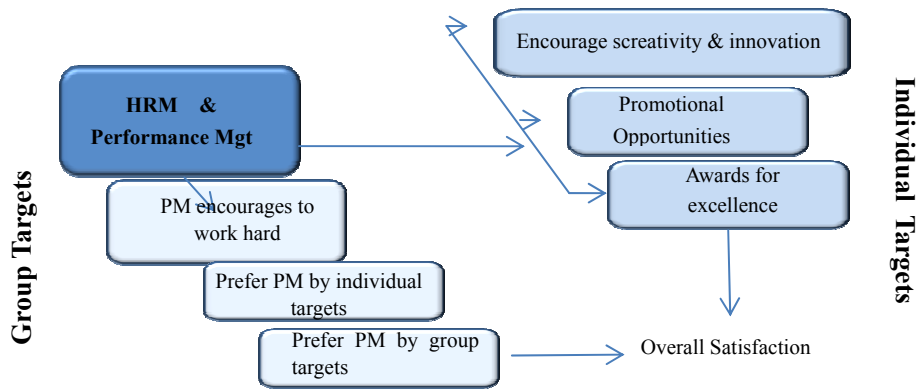 Encourage screativity & innovation
HRM &
Performance Mgt
Promotional
Opportunities
Awards for
excellence
PM encourages to
work hard
Prefer PM by individual
targets
Prefer PM by group
targets
Overall Satisfaction
Group Targets
Individual Targets